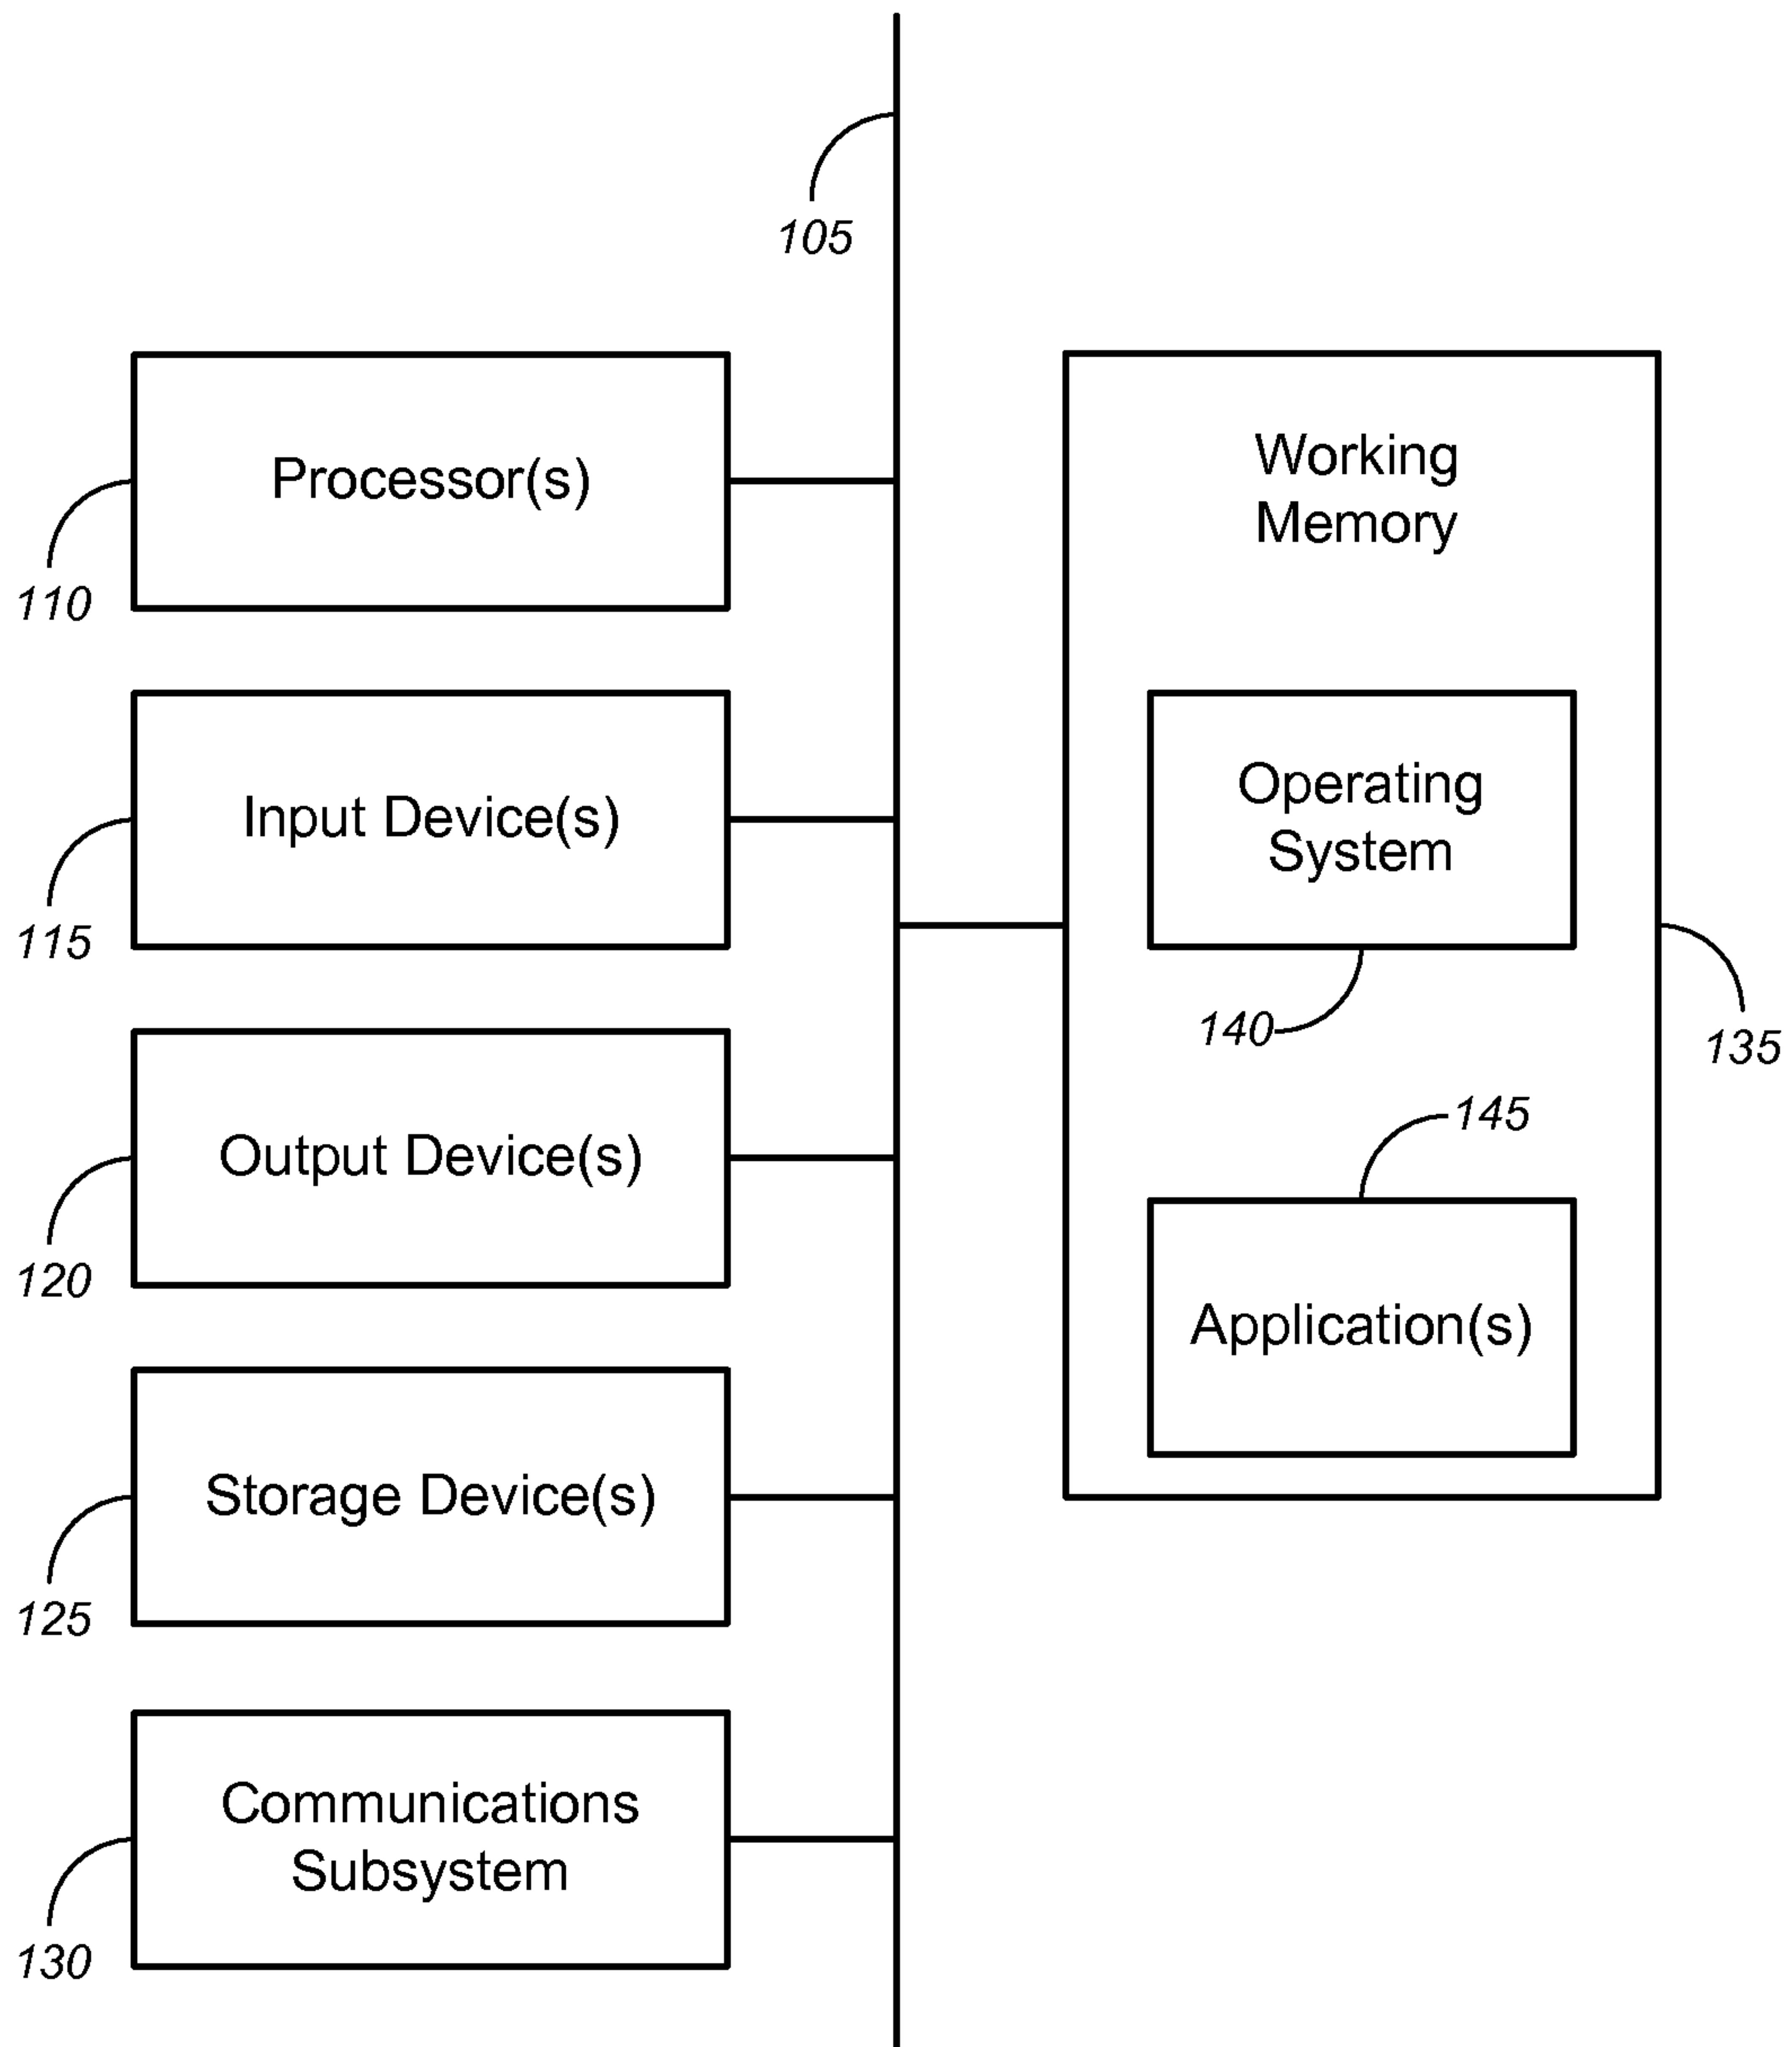 105
Processor(s)
110
Input Device(s)
115
Output Device(s)
120
Storage Device(s)
125
Communications
Subsystem
130
Working
Memory
Operating
System
140
135
145
Application(s)